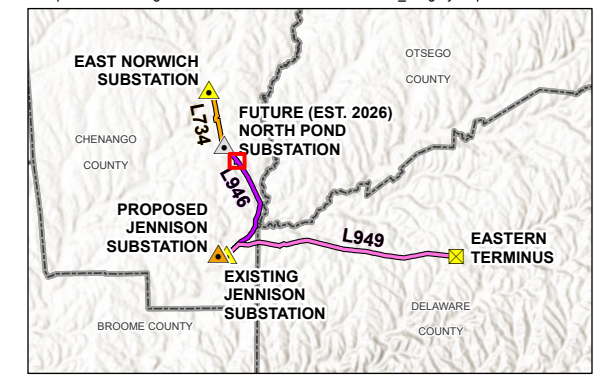 EAST NORWICH
SUBSTATION
OTSEGO
COUNTY
L734
FUTURE (EST. 2026)
NORTH POND
SUBSTATION
CHENANGO
COUNTY
L946
PROPOSED
JENNISON
SUBSTATION
L949
EASTERN
TERMINUS
EXISTING
JENNISON
SUBSTATION
DELAWARE
COUNTY
BROOME COUNTY